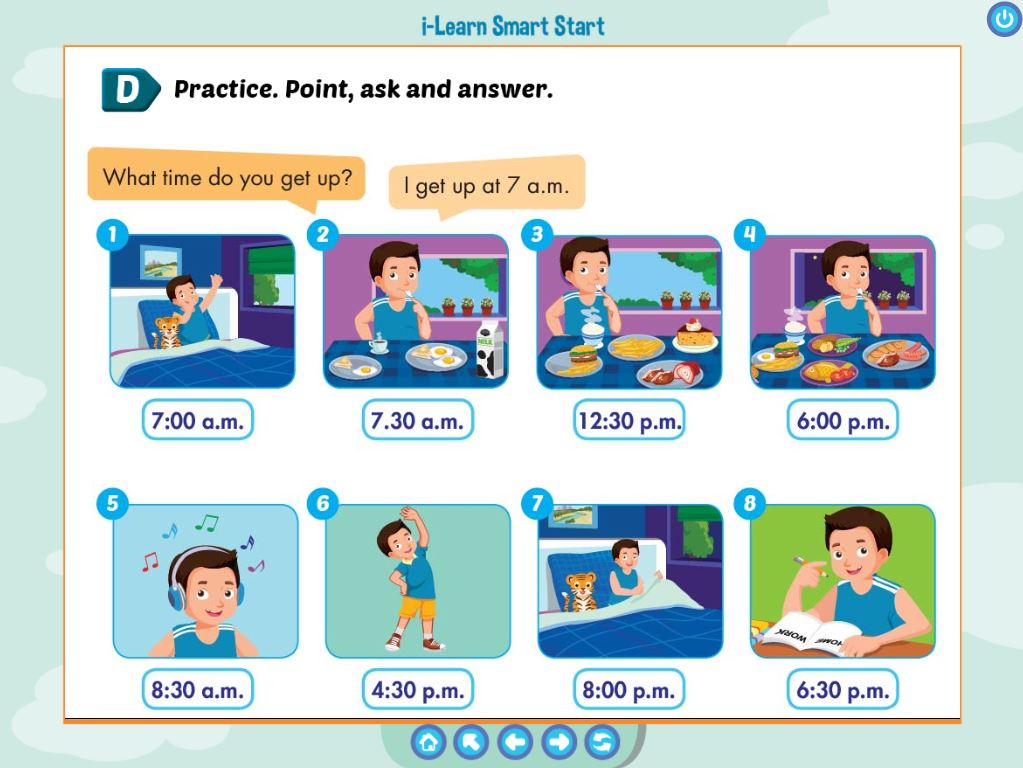 i-Learn Smart Start
D Practice. Point, ask and answer.
What time do you get up?
I get up at 7 a.m.
1
2
3
4
MILK
7:00 a.m.
7.30 a.m.
12:30 p.m.
6:00 p.m.
5
6
7
8
HOME WORK
8:30 a.m.
4:30 p.m.
8:00 p.m.
6:30 p.m.